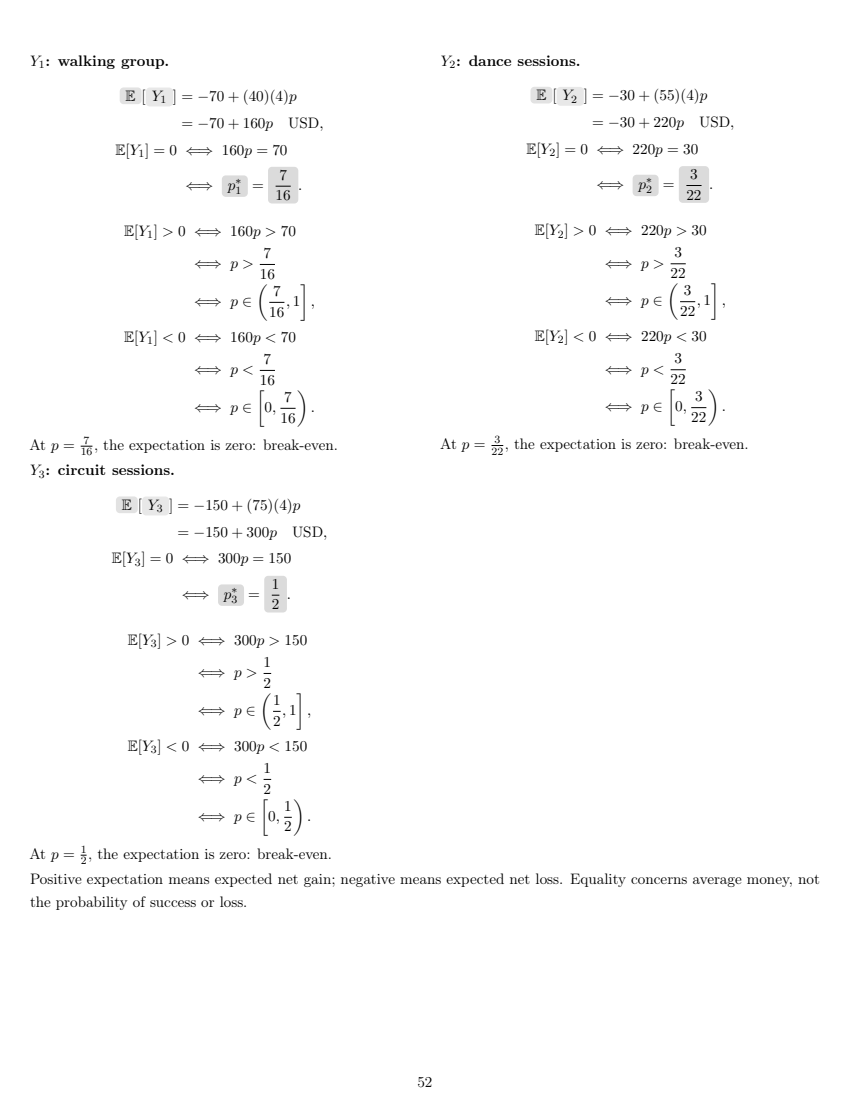 Y₁: walking group.
𝔼 [ Y₁ ] = −70 + (40)(4)p
= −70 + 160p USD,
𝔼[Y₁] = 0 ⟺ 160p = 70
⟺ p₁* = 7/16.
𝔼[Y₁] > 0 ⟺ 160p > 70
⟺ p > 7/16
⟺ p ∈ (7/16, 1],
𝔼[Y₁] < 0 ⟺ 160p < 70
⟺ p < 7/16
⟺ p ∈ [0, 7/16).
At p = 7/16, the expectation is zero: break-even.
Y₂: dance sessions.
𝔼 [ Y₂ ] = −30 + (55)(4)p
= −30 + 220p USD,
𝔼[Y₂] = 0 ⟺ 220p = 30
⟺ p₂* = 3/22.
𝔼[Y₂] > 0 ⟺ 220p > 30
⟺ p > 3/22
⟺ p ∈ (3/22, 1],
𝔼[Y₂] < 0 ⟺ 220p < 30
⟺ p < 3/22
⟺ p ∈ [0, 3/22).
At p = 3/22, the expectation is zero: break-even.
Y₃: circuit sessions.
𝔼 [ Y₃ ] = −150 + (75)(4)p
= −150 + 300p USD,
𝔼[Y₃] = 0 ⟺ 300p = 150
⟺ p₃* = 1/2.
𝔼[Y₃] > 0 ⟺ 300p > 150
⟺ p > 1/2
⟺ p ∈ (1/2, 1],
𝔼[Y₃] < 0 ⟺ 300p < 150
⟺ p < 1/2
⟺ p ∈ [0, 1/2).
At p = 1/2, the expectation is zero: break-even.
Positive expectation means expected net gain; negative means expected net loss. Equality concerns average money, not
the probability of success or loss.
52